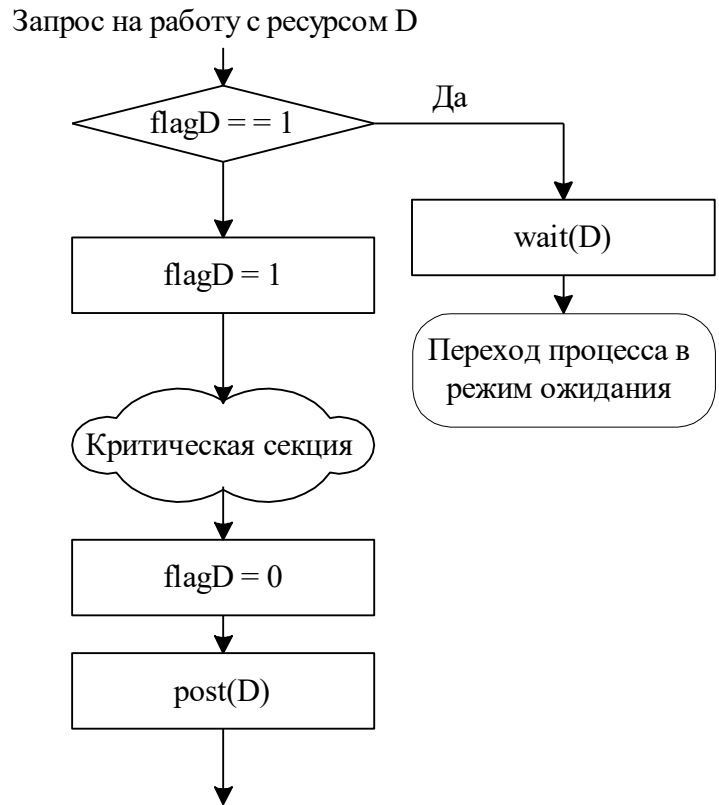 Запрос на работу с ресурсом D
flagD = = 1
Да
wait(D)
flagD = 1
Переход процесса в
режим ожидания
Критическая секция
flagD = 0
post(D)